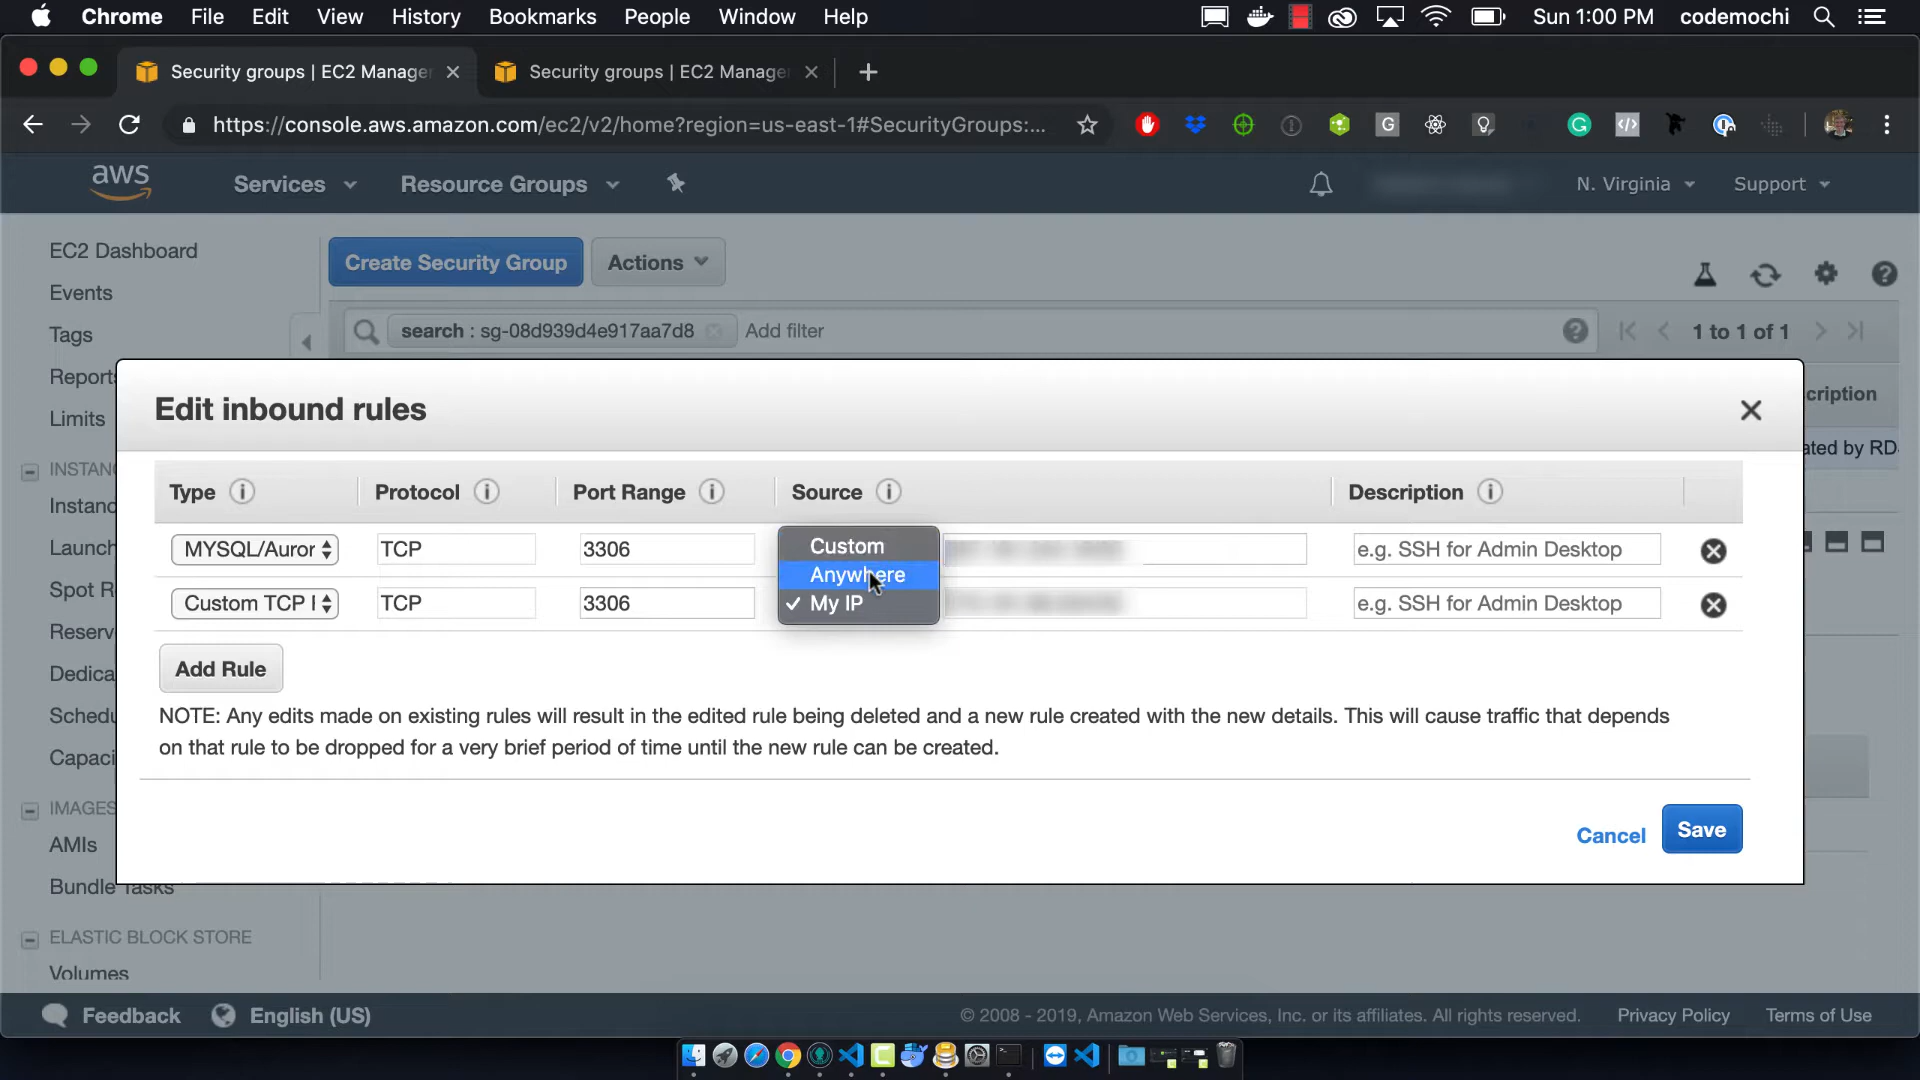 Chrome File Edit View History Bookmarks People Window Help Sun 1:00 PM codemochi
Security groups | EC2 Manager Security groups | EC2 Manage
https://console.aws.amazon.com/ec2/v2/home?region=us-east-1#SecurityGroups:...
aws Services Resource Groups N. Virginia Support
EC2 Dashboard
Events
Tags
Reports
Limits
INSTAN
Instanc
Launch
Spot R
Reserv
Dedica
Schedu
Capaci
IMAGES
AMIs
Bundle Tasks
ELASTIC BLOCK STORE
Volumes
Create Security Group Actions
search : sg-08d939d4e917aa7d8 Add filter 1 to 1 of 1
cription
ated by RD
Edit inbound rules
Type Protocol Port Range Source Description
MYSQL/Auror TCP 3306 e.g. SSH for Admin Desktop
Custom TCP TCP 3306 e.g. SSH for Admin Desktop
Custom
Anywhere
✓ My IP
Add Rule
NOTE: Any edits made on existing rules will result in the edited rule being deleted and a new rule created with the new details. This will cause traffic that depends
on that rule to be dropped for a very brief period of time until the new rule can be created.
Cancel Save
Feedback English (US) © 2008 - 2019, Amazon Web Services, Inc. or its affiliates. All rights reserved. Privacy Policy Terms of Use